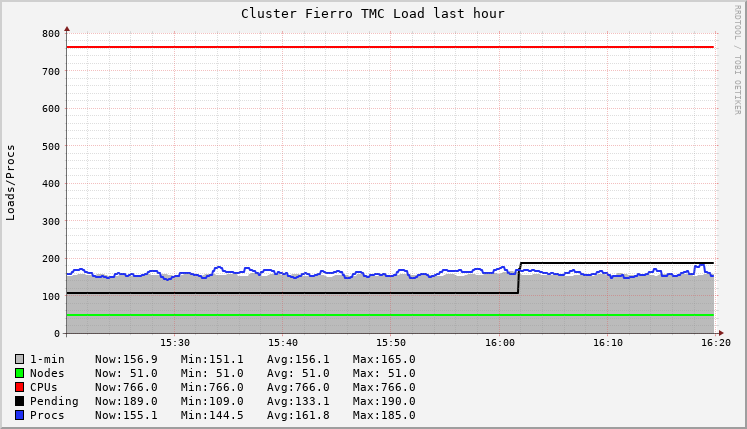 Cluster Fierro TMC Load last hour
RRDTOOL / TOBI OETIKER
Loads/Procs
800
700
600
500
400
300
200
100
0
15:30 15:40 15:50 16:00 16:10 16:20
1-min Now:156.9 Min:151.1 Avg:156.1 Max:165.0
Nodes Now: 51.0 Min: 51.0 Avg: 51.0 Max: 51.0
CPUs Now:766.0 Min:766.0 Avg:766.0 Max:766.0
Pending Now:189.0 Min:109.0 Avg:133.1 Max:190.0
Procs Now:155.1 Min:144.5 Avg:161.8 Max:185.0